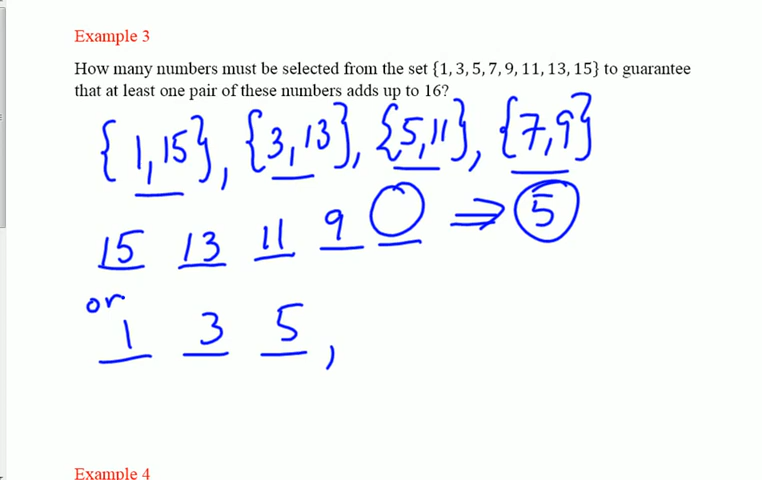 Example 3
How many numbers must be selected from the set {1, 3, 5, 7, 9, 11, 13, 15} to guarantee
that at least one pair of these numbers adds up to 16?
{1,15}, {3,13}, {5,11}, {7,9}
15 13 11 9 ⇒ 5
or
1 3 5 ,
Example 4